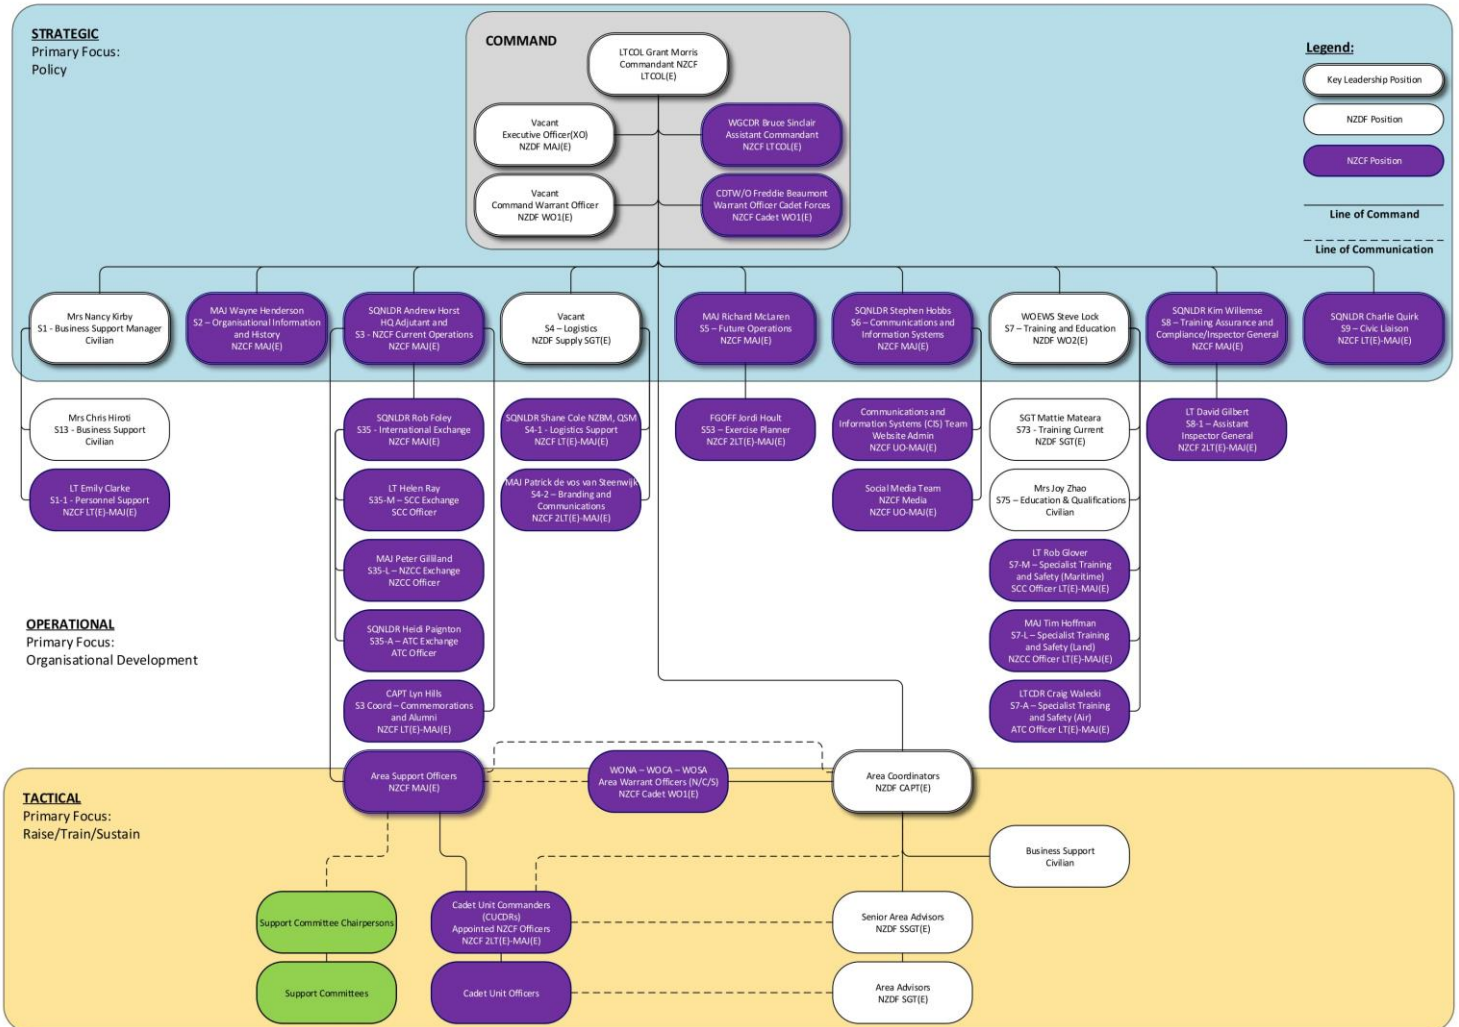 STRATEGIC
Primary Focus:
Policy
COMMAND
LTCOL Grant Morris
Commandant NZCF
LTCOL(E)
Vacant
Executive Officer(XO)
NZDF MAJ(E)
WGCDR Bruce Sinclair
Assistant Commandant
NZCF LTCOL(E)
Vacant
Command Warrant Officer
NZDF WO1(E)
CDTW/O Freddie Beaumont
Warrant Officer Cadet Forces
NZCF Cadet WO1(E)
Legend:
Key Leadership Position
NZDF Position
NZCF Position
Line of Command
Line of Communication
Mrs Nancy Kirby
S1 - Business Support Manager
Civilian
MAJ Wayne Henderson
S2 – Organisational Information
and History
NZCF MAJ(E)
SQNLDR Andrew Horst
HQ Adjutant and
S3 - NZCF Current Operations
NZCF MAJ(E)
Vacant
S4 – Logistics
NZDF Supply SGT(E)
MAJ Richard McLaren
S5 – Future Operations
NZCF MAJ(E)
SQNLDR Stephen Hobbs
S6 – Communications and
Information Systems
NZCF MAJ(E)
WOEWS Steve Lock
S7 – Training and Education
NZDF WO2(E)
SQNLDR Kim Willemse
S8 – Training Assurance and
Compliance/Inspector General
NZCF MAJ(E)
SQNLDR Charlie Quirk
S9 – Civic Liaison
NZCF LT(E)-MAJ(E)
Mrs Chris Hiroti
S13 - Business Support
Civilian
SQNLDR Rob Foley
S35 - International Exchange
NZCF MAJ(E)
SQNLDR Shane Cole NZBM, QSM
S4-1 - Logistics Support
NZCF LT(E)-MAJ(E)
FGOFF Jordi Hoult
S53 – Exercise Planner
NZCF 2LT(E)-MAJ(E)
Communications and
Information Systems (CIS) Team
Website Admin
NZCF UO-MAJ(E)
SGT Mattie Mateara
S73 - Training Current
NZDF SGT(E)
LT David Gilbert
S8-1 – Assistant
Inspector General
NZCF 2LT(E)-MAJ(E)
LT Emily Clarke
S1-1 - Personnel Support
NZCF LT(E)-MAJ(E)
LT Helen Ray
S35-M – SCC Exchange
SCC Officer
MAJ Patrick de vos van Steenwijk
S4-2 – Branding and
Communications
NZCF 2LT(E)-MAJ(E)
Social Media Team
NZCF Media
NZCF UO-MAJ(E)
Mrs Joy Zhao
S75 – Education & Qualifications
Civilian
MAJ Peter Gilliland
S35-L – NZCC Exchange
NZCC Officer
LT Rob Glover
S7-M – Specialist Training
and Safety (Maritime)
SCC Officer LT(E)-MAJ(E)
OPERATIONAL
Primary Focus:
Organisational Development
SQNLDR Heidi Paignton
S35-A – ATC Exchange
ATC Officer
MAJ Tim Hoffman
S7-L – Specialist Training
and Safety (Land)
NZCC Officer LT(E)-MAJ(E)
CAPT Lyn Hills
S3 Coord – Commemorations
and Alumni
NZCF LT(E)-MAJ(E)
LTCDR Craig Walecki
S7-A – Specialist Training
and Safety (Air)
ATC Officer LT(E)-MAJ(E)
TACTICAL
Primary Focus:
Raise/Train/Sustain
Area Support Officers
NZCF MAJ(E)
WONA – WOCA – WOSA
Area Warrant Officers (N/C/S)
NZCF Cadet WO1(E)
Area Coordinators
NZDF CAPT(E)
Business Support
Civilian
Support Committee Chairpersons
Cadet Unit Commanders
(CUCDRs)
Appointed NZCF Officers
NZCF 2LT(E)-MAJ(E)
Senior Area Advisors
NZDF SSGT(E)
Support Committees
Cadet Unit Officers
Area Advisors
NZDF SGT(E)